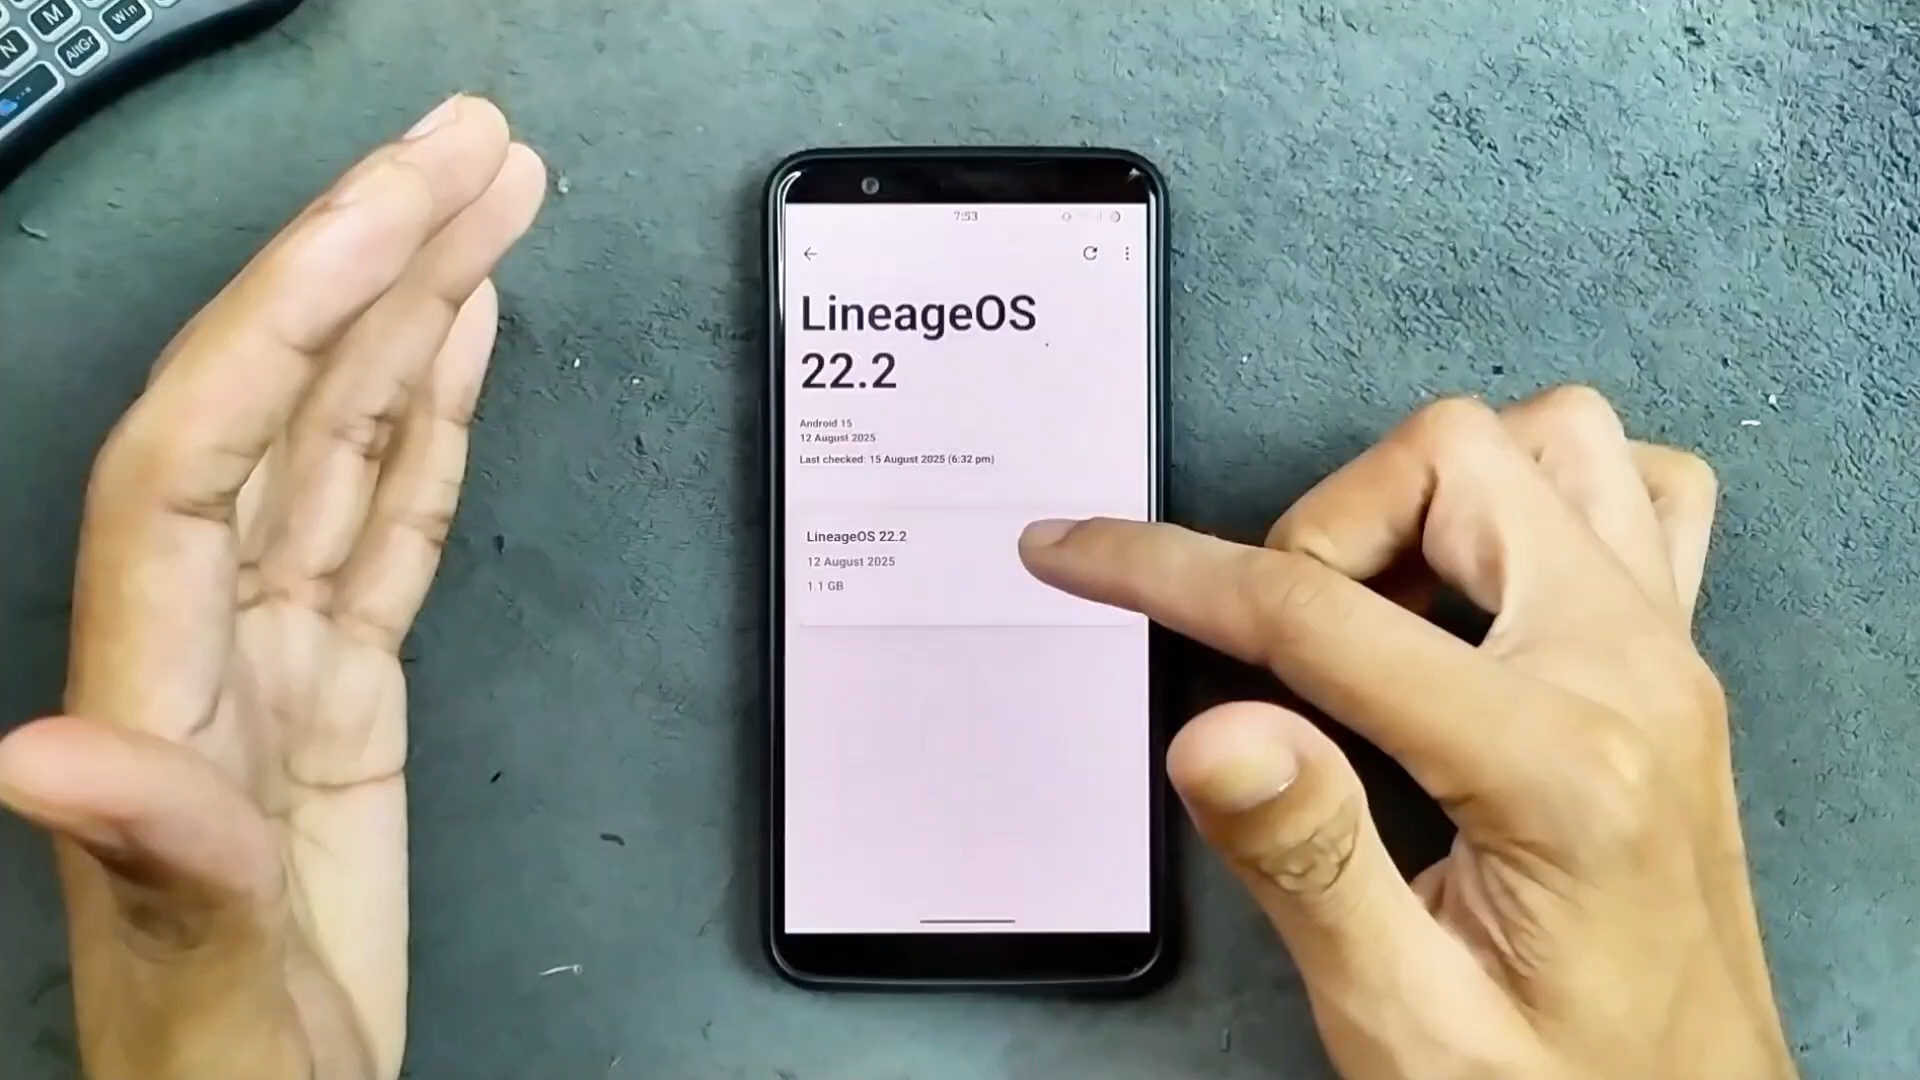 M
Win
N
AltGr
7:53
LineageOS
22.2
Android 15
12 August 2025
Last checked: 15 August 2025 (6:32 pm)
LineageOS 22.2
12 August 2025
1.1 GB